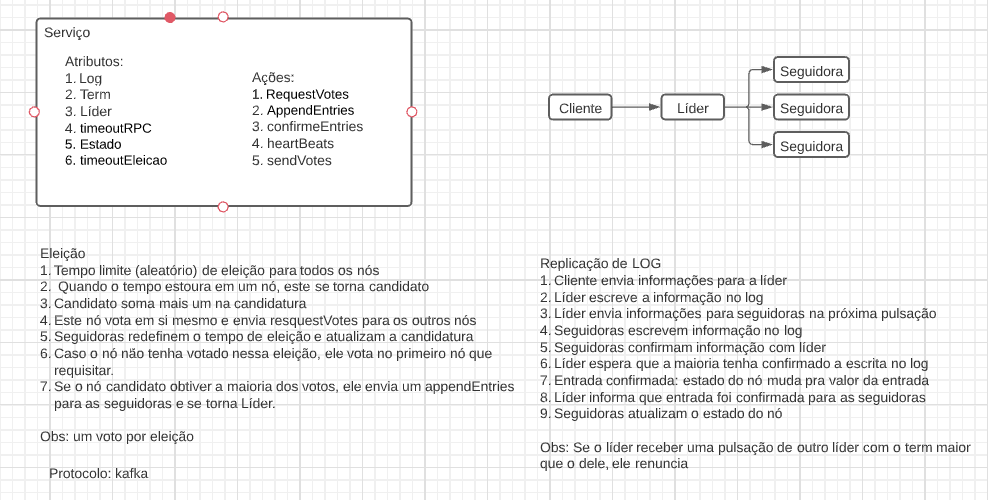 Serviço
Atributos:
1. Log
2. Term
3. Líder
4. timeoutRPC
5. Estado
6. timeoutEleicao
Ações:
1. RequestVotes
2. AppendEntries
3. confirmeEntries
4. heartBeats
5. sendVotes
Cliente
Líder
Seguidora
Seguidora
Seguidora
Eleição
1. Tempo limite (aleatório) de eleição para todos os nós
2. Quando o tempo estoura em um nó, este se torna candidato
3. Candidato soma mais um na candidatura
4. Este nó vota em si mesmo e envia resquestVotes para os outros nós
5. Seguidoras redefinem o tempo de eleição e atualizam a candidatura
6. Caso o nó não tenha votado nessa eleição, ele vota no primeiro nó que
requisitar.
7. Se o nó candidato obtiver a maioria dos votos, ele envia um appendEntries
para as seguidoras e se torna Líder.
Obs: um voto por eleição
Protocolo: kafka
Replicação de LOG
1. Cliente envia informações para a líder
2. Líder escreve a informação no log
3. Líder envia informações para seguidoras na próxima pulsação
4. Seguidoras escrevem informação no log
5. Seguidoras confirmam informação com líder
6. Líder espera que a maioria tenha confirmado a escrita no log
7. Entrada confirmada: estado do nó muda pra valor da entrada
8. Líder informa que entrada foi confirmada para as seguidoras
9. Seguidoras atualizam o estado do nó
Obs: Se o líder receber uma pulsação de outro líder com o term maior
que o dele, ele renuncia